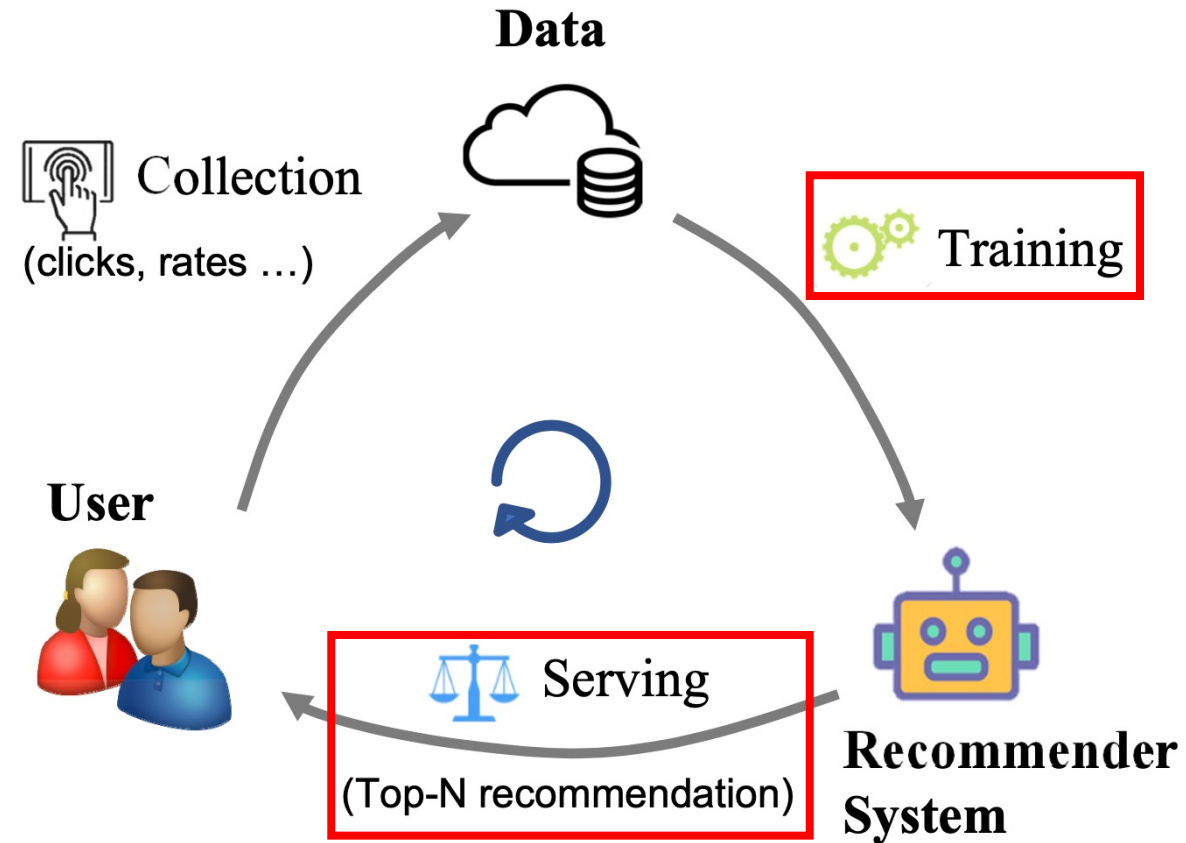 Data
Collection
(clicks, rates …)
Training
User
Serving
(Top-N recommendation)
Recommender
System